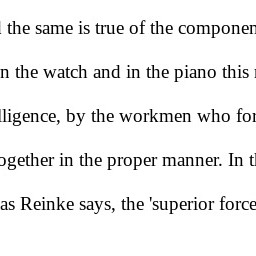 the same is true of the componen
n the watch and in the piano this
lligence, by the workmen who for
ogether in the proper manner. In t
as Reinke says, the 'superior force